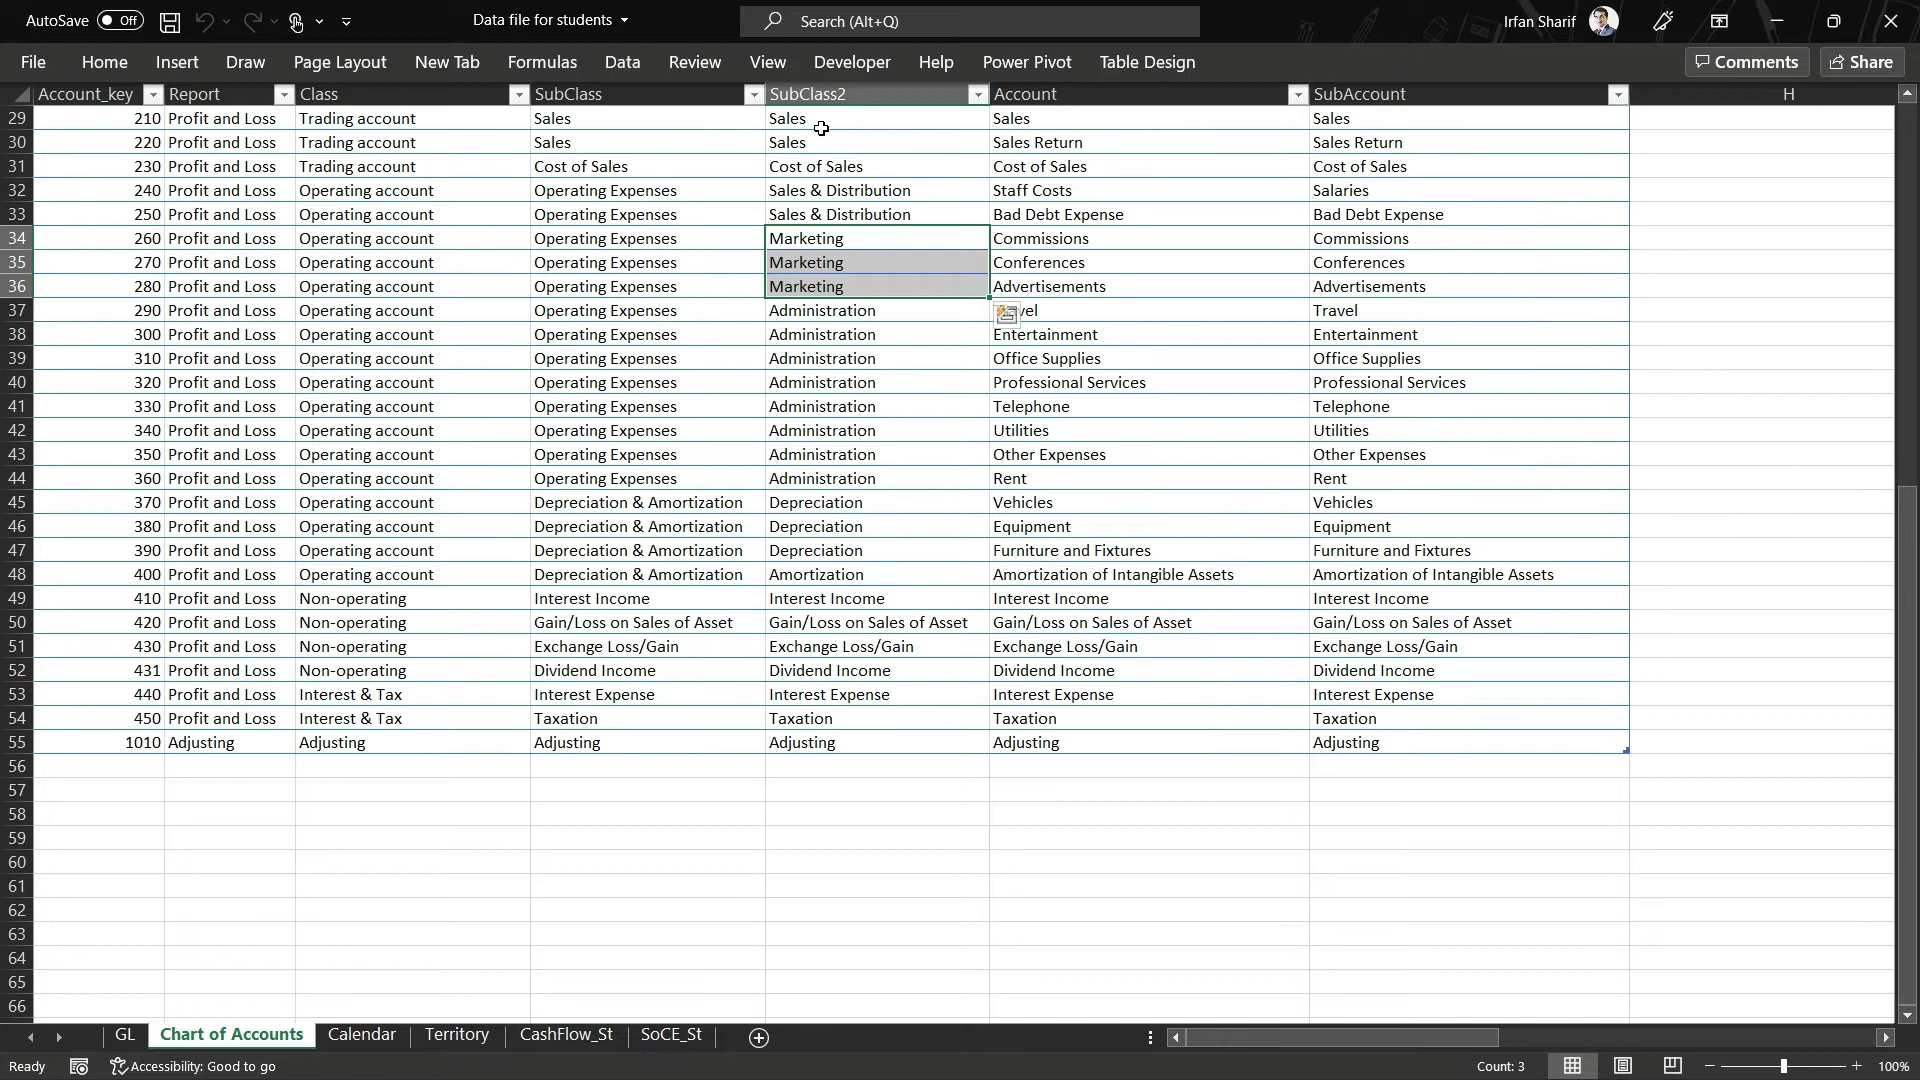 AutoSave Off Data file for students Search (Alt+Q) Irfan Sharif
File Home Insert Draw Page Layout New Tab Formulas Data Review View Developer Help Power Pivot Table Design Comments Share
Account_key Report Class SubClass SubClass2 Account SubAccount H
29 210 Profit and Loss Trading account Sales Sales Sales Sales
30 220 Profit and Loss Trading account Sales Sales Sales Return Sales Return
31 230 Profit and Loss Trading account Cost of Sales Cost of Sales Cost of Sales Cost of Sales
32 240 Profit and Loss Operating account Operating Expenses Sales & Distribution Staff Costs Salaries
33 250 Profit and Loss Operating account Operating Expenses Sales & Distribution Bad Debt Expense Bad Debt Expense
34 260 Profit and Loss Operating account Operating Expenses Marketing Commissions Commissions
35 270 Profit and Loss Operating account Operating Expenses Marketing Conferences Conferences
36 280 Profit and Loss Operating account Operating Expenses Marketing Advertisements Advertisements
37 290 Profit and Loss Operating account Operating Expenses Administration vel Travel
38 300 Profit and Loss Operating account Operating Expenses Administration Entertainment Entertainment
39 310 Profit and Loss Operating account Operating Expenses Administration Office Supplies Office Supplies
40 320 Profit and Loss Operating account Operating Expenses Administration Professional Services Professional Services
41 330 Profit and Loss Operating account Operating Expenses Administration Telephone Telephone
42 340 Profit and Loss Operating account Operating Expenses Administration Utilities Utilities
43 350 Profit and Loss Operating account Operating Expenses Administration Other Expenses Other Expenses
44 360 Profit and Loss Operating account Operating Expenses Administration Rent Rent
45 370 Profit and Loss Operating account Depreciation & Amortization Depreciation Vehicles Vehicles
46 380 Profit and Loss Operating account Depreciation & Amortization Depreciation Equipment Equipment
47 390 Profit and Loss Operating account Depreciation & Amortization Depreciation Furniture and Fixtures Furniture and Fixtures
48 400 Profit and Loss Operating account Depreciation & Amortization Amortization Amortization of Intangible Assets Amortization of Intangible Assets
49 410 Profit and Loss Non-operating Interest Income Interest Income Interest Income Interest Income
50 420 Profit and Loss Non-operating Gain/Loss on Sales of Asset Gain/Loss on Sales of Asset Gain/Loss on Sales of Asset Gain/Loss on Sales of Asset
51 430 Profit and Loss Non-operating Exchange Loss/Gain Exchange Loss/Gain Exchange Loss/Gain Exchange Loss/Gain
52 431 Profit and Loss Non-operating Dividend Income Dividend Income Dividend Income Dividend Income
53 440 Profit and Loss Interest & Tax Interest Expense Interest Expense Interest Expense Interest Expense
54 450 Profit and Loss Interest & Tax Taxation Taxation Taxation Taxation
55 1010 Adjusting Adjusting Adjusting Adjusting Adjusting Adjusting
56
57
58
59
60
61
62
63
64
65
66
GL Chart of Accounts Calendar Territory CashFlow_St SoCE_St
Ready Accessibility: Good to go Count: 3 100%